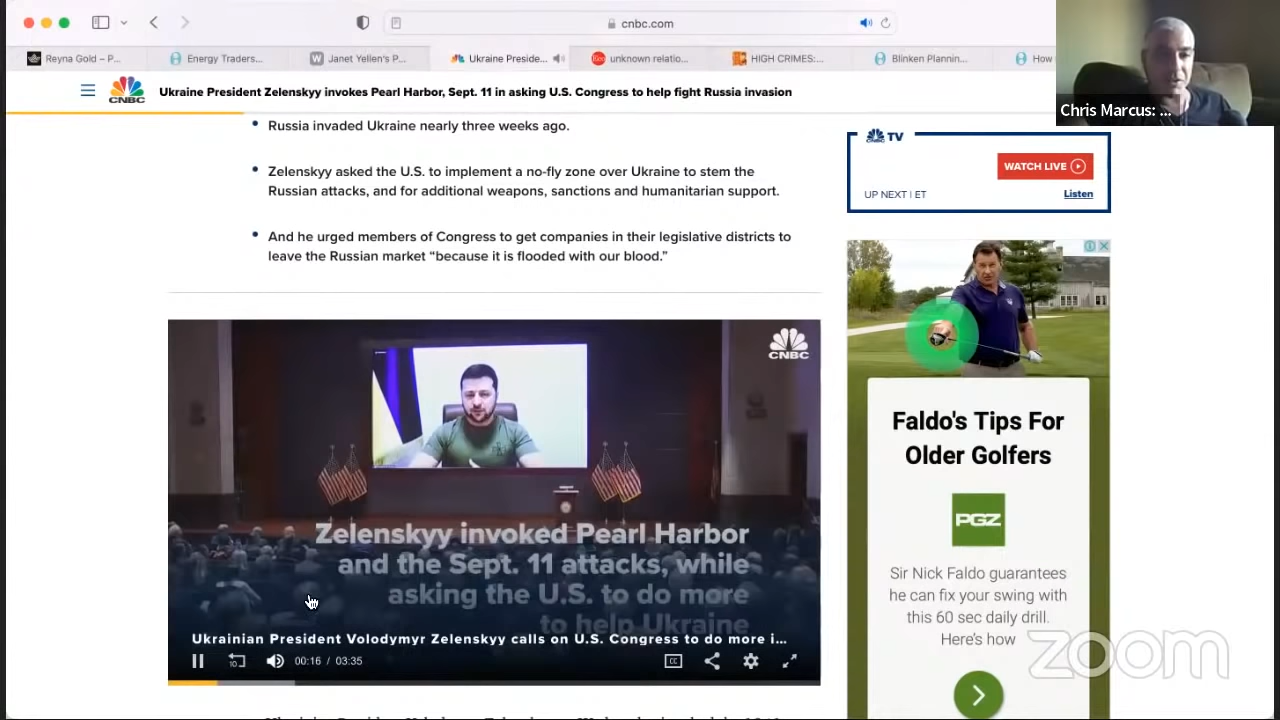 cnbc.com
Reyna Gold – P...
Energy Traders...
Janet Yellen's P...
Ukraine Preside...
unknown relatio...
HIGH CRIMES:...
Blinken Plannin...
How
Chris Marcus: ...
CNBC
Ukraine President Zelenskyy invokes Pearl Harbor, Sept. 11 in asking U.S. Congress to help fight Russia invasion
Russia invaded Ukraine nearly three weeks ago.
Zelenskyy asked the U.S. to implement a no-fly zone over Ukraine to stem the
Russian attacks, and for additional weapons, sanctions and humanitarian support.
And he urged members of Congress to get companies in their legislative districts to
leave the Russian market “because it is flooded with our blood.”
TV
WATCH LIVE
UP NEXT | ET
Listen
CNBC
Zelenskyy invoked Pearl Harbor
and the Sept. 11 attacks, while
asking the U.S. to do more
to help Ukraine
Ukrainian President Volodymyr Zelenskyy calls on U.S. Congress to do more i...
10
00:16 / 03:35
CC
Faldo's Tips For
Older Golfers
PGZ
Sir Nick Faldo guarantees
he can fix your swing with
this 60 sec daily drill.
Here's how
zoom